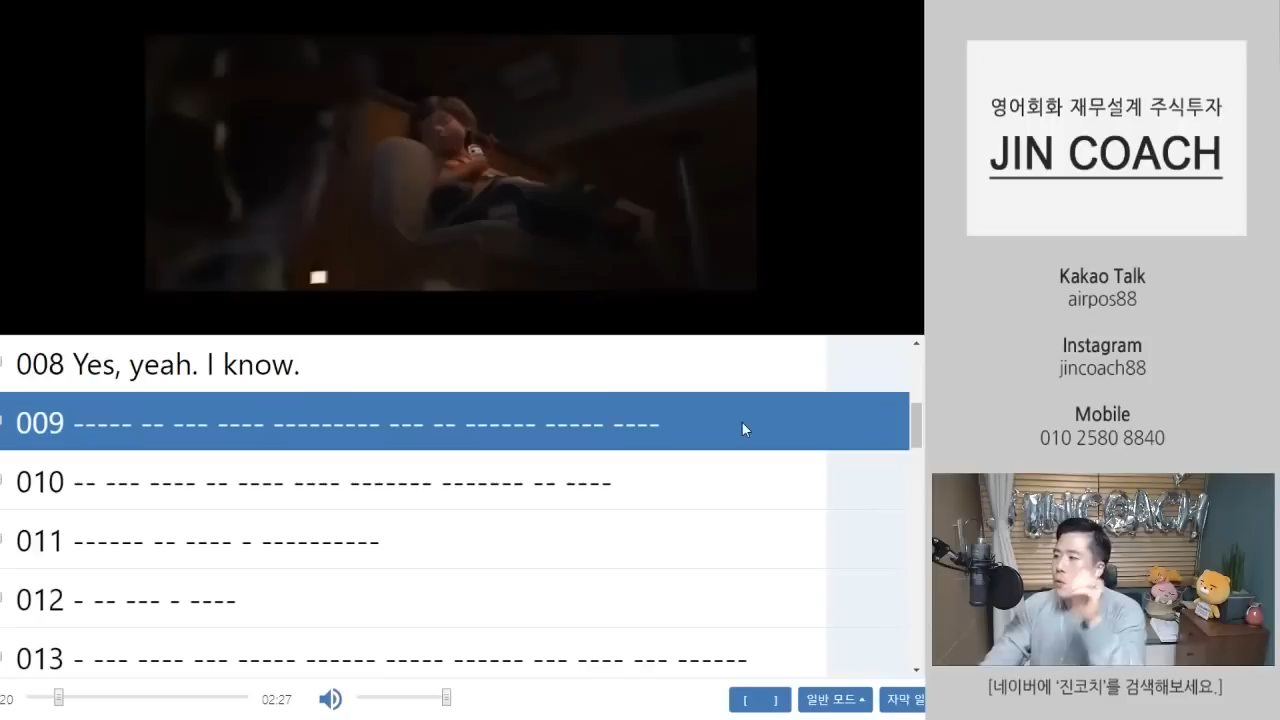 008 Yes, yeah. I know.
009 ----- -- --- ---- --------- --- -- ------ ----- ----
010 -- --- ---- -- ---- ---- ------- ------- -- ----
011 ------ -- ---- - ----------
012 - -- --- - ----
013 - --- ---- --- ----- ------ ----- ------ --- ---- --- ------
20
02:27
[ ]
일반 모드
자막 일
영어회화 재무설계 주식투자
JIN COACH
Kakao Talk
airpos88
Instagram
jincoach88
Mobile
010 2580 8840
JINCOACH
[네이버에 '진코치'를 검색해보세요.]